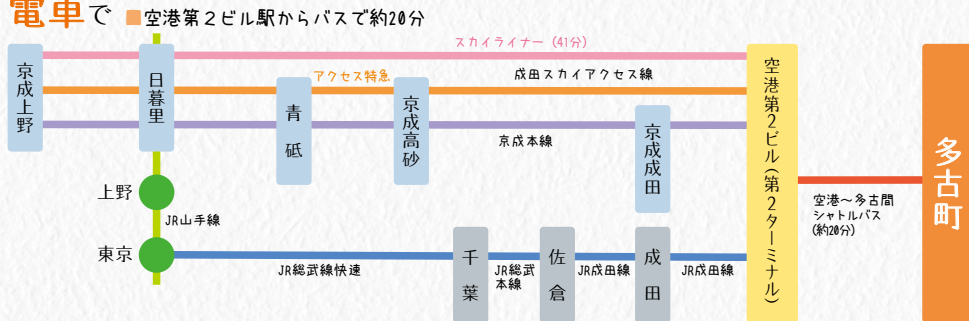 電車で ■空港第2ビル駅からバスで約20分
スカイライナー (41分)
京成上野
日暮里
アクセス特急
成田スカイアクセス線
青砥
京成高砂
京成本線
京成成田
空港第2ビル(第2ターミナル)
多古町
空港〜多古間
シャトルバス
(約20分)
上野
JR山手線
東京
JR総武線快速
千葉
JR総武
本線
佐倉
JR成田線
成田
JR成田線